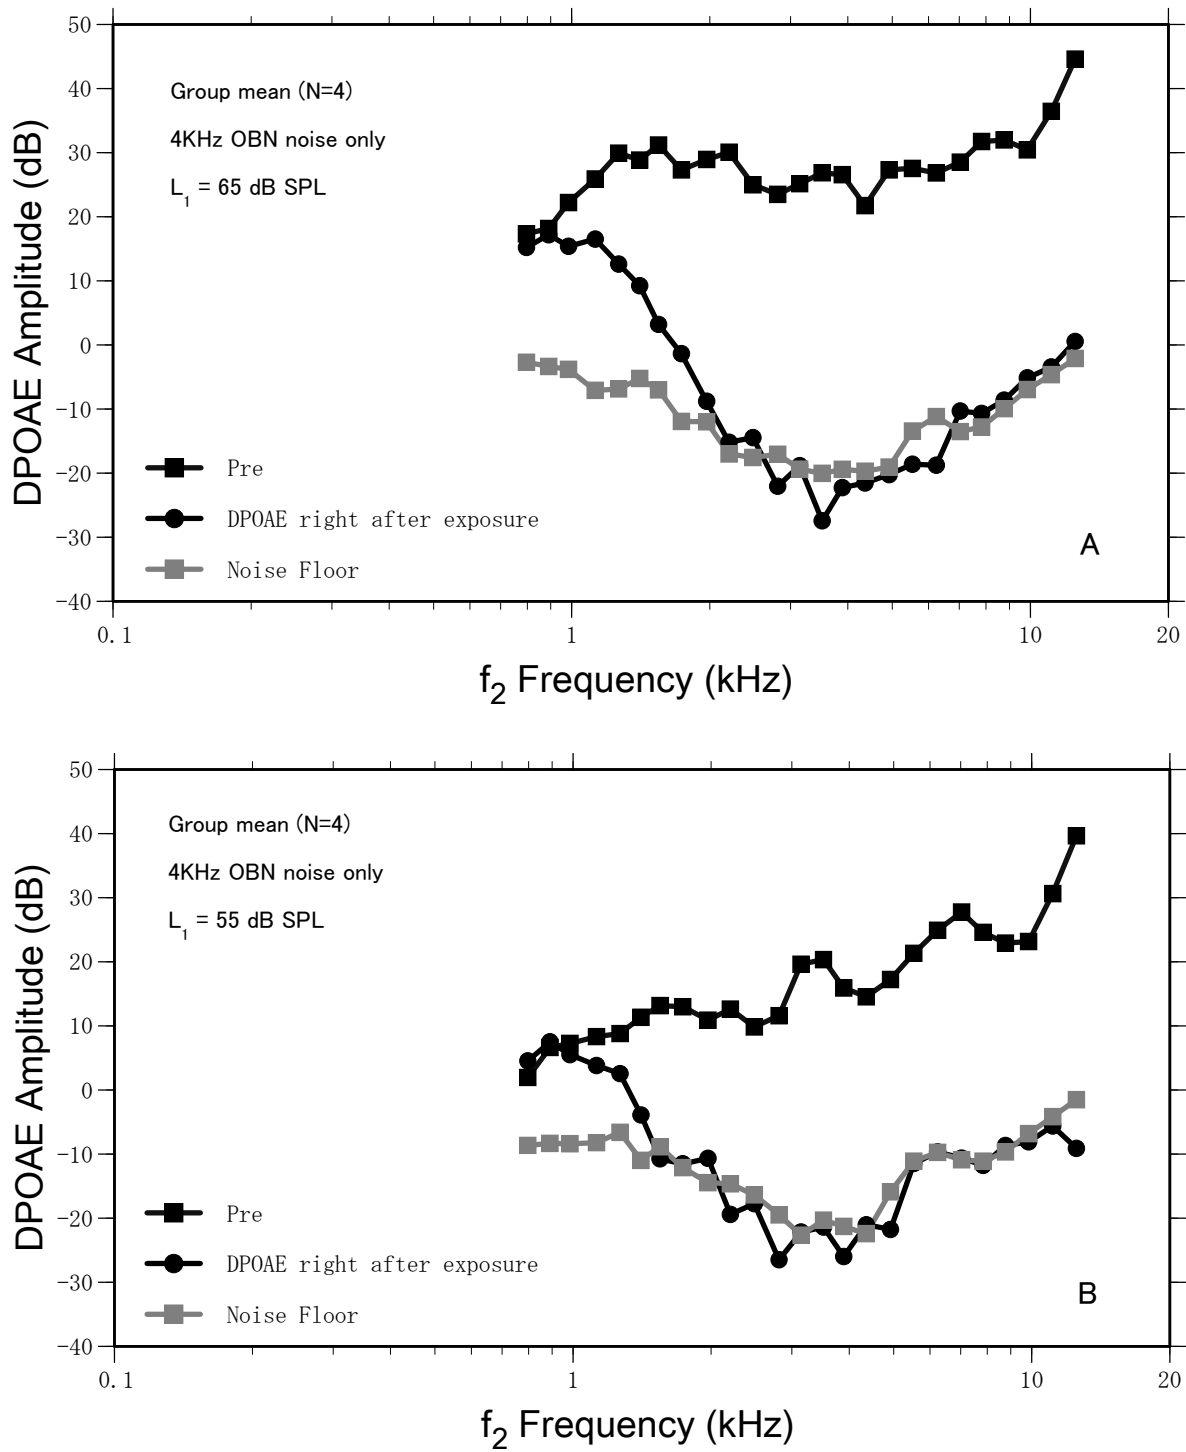 50
40
30
20
10
0
-10
-20
-30
-40
DPOAE Amplitude (dB)
Group mean (N=4)
4KHz OBN noise only
L1 = 65 dB SPL
Pre
DPOAE right after exposure
Noise Floor
A
0.1 1 10 20
f2 Frequency (kHz)
50
40
30
20
10
0
-10
-20
-30
-40
DPOAE Amplitude (dB)
Group mean (N=4)
4KHz OBN noise only
L1 = 55 dB SPL
Pre
DPOAE right after exposure
Noise Floor
B
0.1 1 10 20
f2 Frequency (kHz)